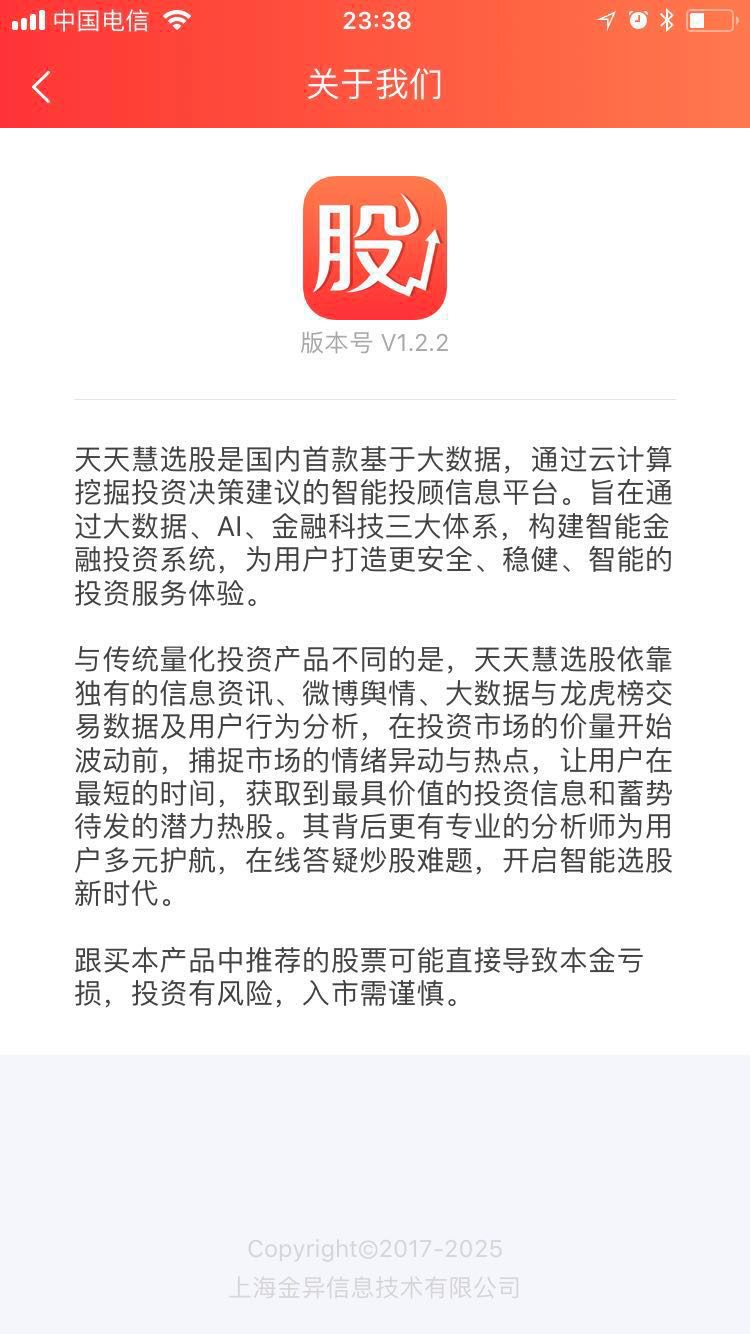 中国电信
23:38
关于我们
股
版本号 V1.2.2
天天慧选股是国内首款基于大数据，通过云计算
挖掘投资决策建议的智能投顾信息平台。旨在通
过大数据、AI、金融科技三大体系，构建智能金
融投资系统，为用户打造更安全、稳健、智能的
投资服务体验。
与传统量化投资产品不同的是，天天慧选股依靠
独有的信息资讯、微博舆情、大数据与龙虎榜交
易数据及用户行为分析，在投资市场的价量开始
波动前，捕捉市场的情绪异动与热点，让用户在
最短的时间，获取到最具价值的投资信息和蓄势
待发的潜力热股。其背后更有专业的分析师为用
户多元护航，在线答疑炒股难题，开启智能选股
新时代。
跟买本产品中推荐的股票可能直接导致本金亏
损，投资有风险，入市需谨慎。
Copyright©2017-2025
上海金异信息技术有限公司